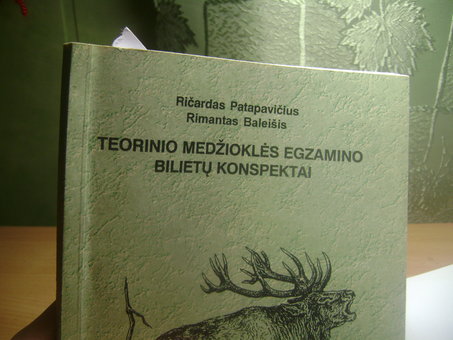 Ričardas Patapavičius
Rimantas Baleišis
TEORINIO MEDŽIOKLĖS EGZAMINO
BILIETŲ KONSPEKTAI